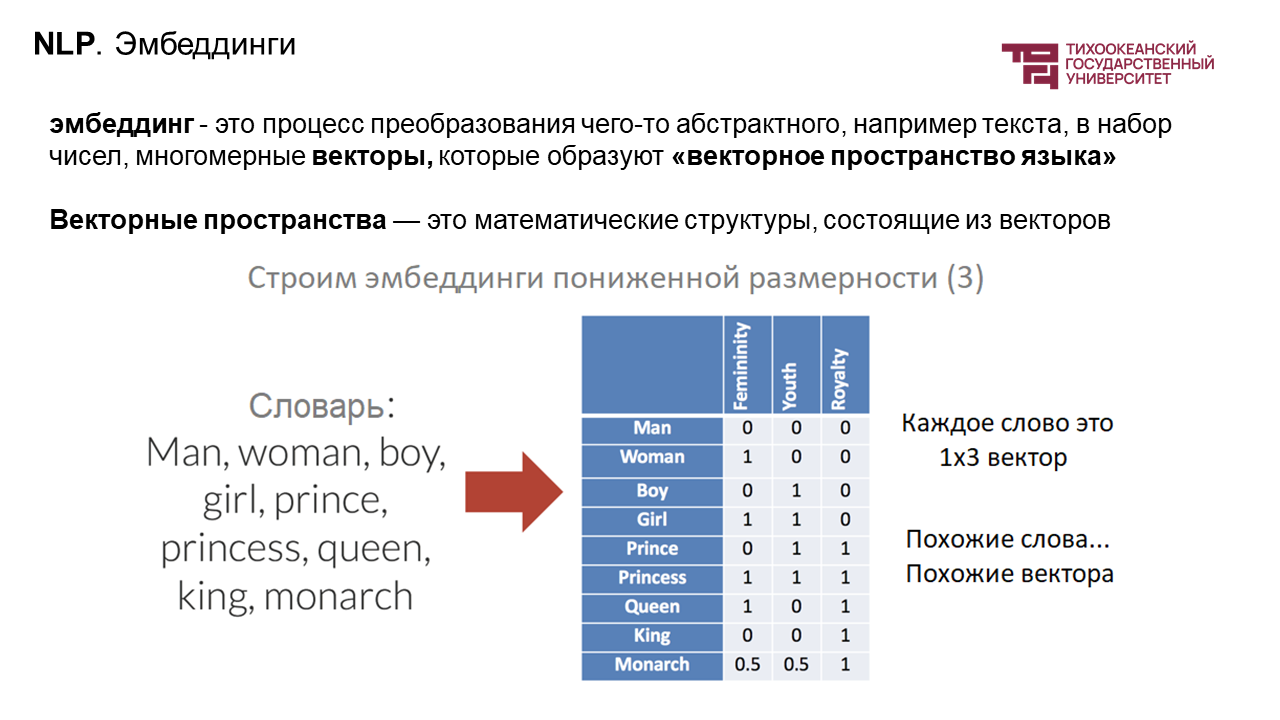 NLP. Эмбеддинги
ТИХООКЕАНСКИЙ
ГОСУДАРСТВЕННЫЙ
УНИВЕРСИТЕТ
эмбеддинг - это процесс преобразования чего-то абстрактного, например текста, в набор
чисел, многомерные векторы, которые образуют «векторное пространство языка»
Векторные пространства — это математические структуры, состоящие из векторов
Строим эмбеддинги пониженной размерности (3)
Словарь:
Man, woman, boy,
girl, prince,
princess, queen,
king, monarch
Femininity Youth Royalty
Man 0 0 0
Woman 1 0 0
Boy 0 1 0
Girl 1 1 0
Prince 0 1 1
Princess 1 1 1
Queen 1 0 1
King 0 0 1
Monarch 0.5 0.5 1
Каждое слово это
1x3 вектор
Похожие слова...
Похожие вектора